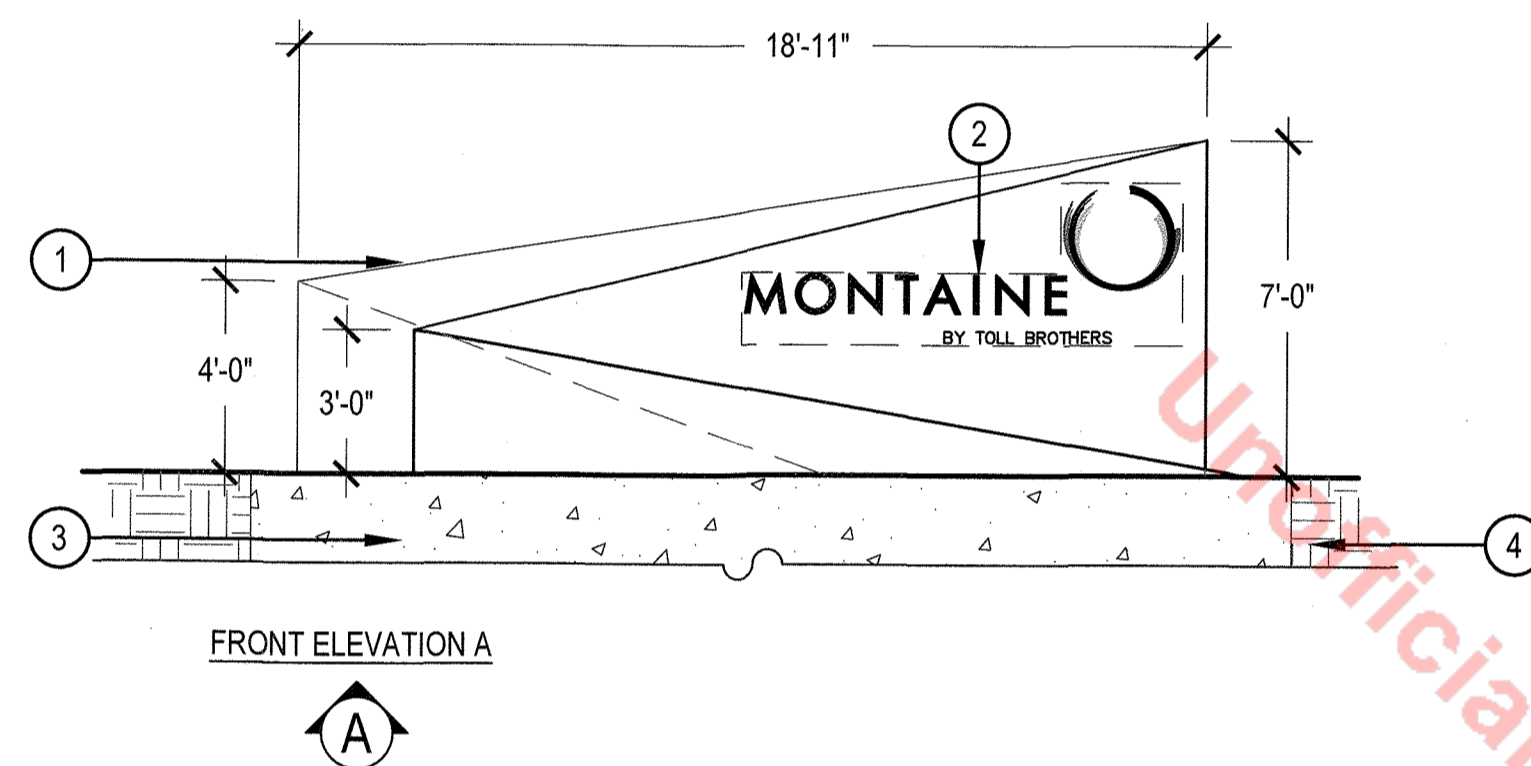 18'-11"
2
1
MONTAINE
BY TOLL BROTHERS
7'-0"
4'-0"
3'-0"
3
4
FRONT ELEVATION A
A
Unofficial